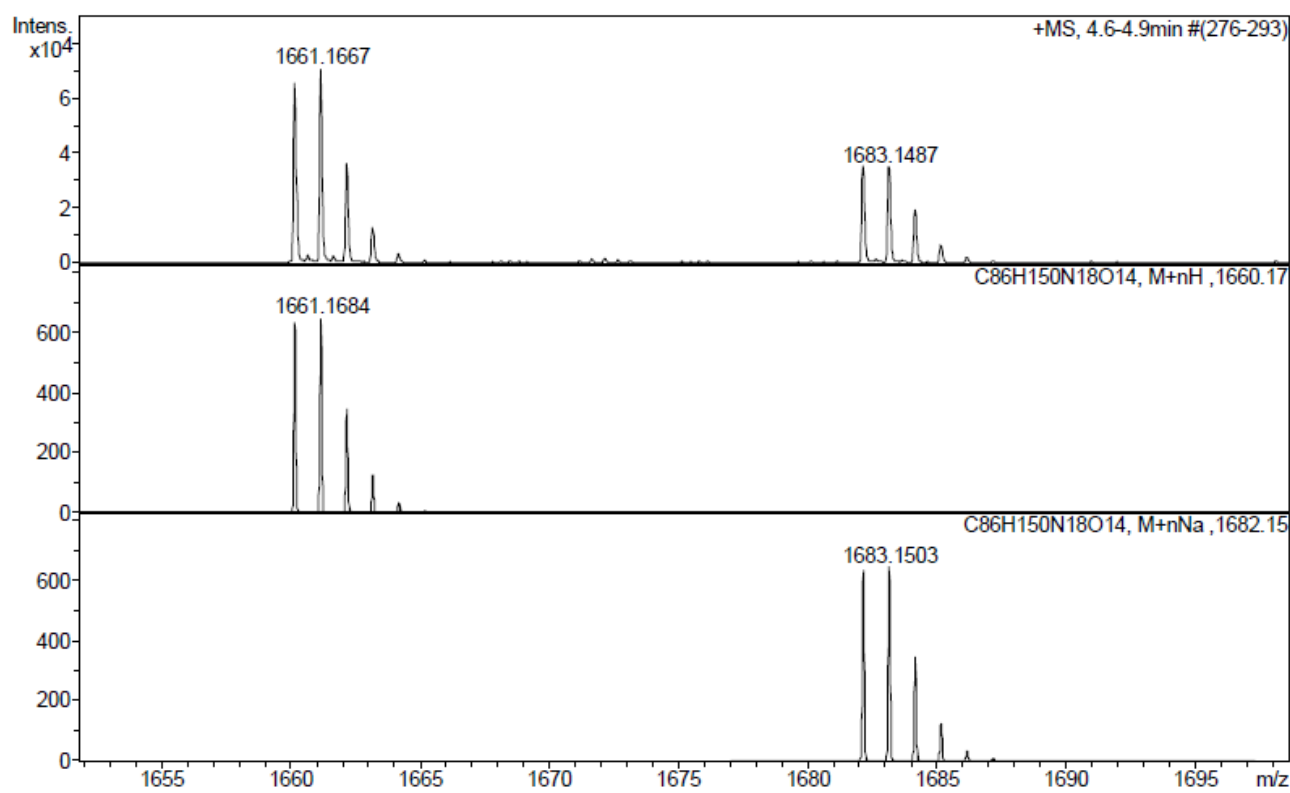 Intens.
x10⁴
+MS, 4.6-4.9min #(276-293)
1661.1667
6
1683.1487
4
2
0
C86H150N18O14, M+nH ,1660.17
1661.1684
600
400
200
0
C86H150N18O14, M+nNa ,1682.15
1683.1503
600
400
200
0
1655 1660 1665 1670 1675 1680 1685 1690 1695 m/z